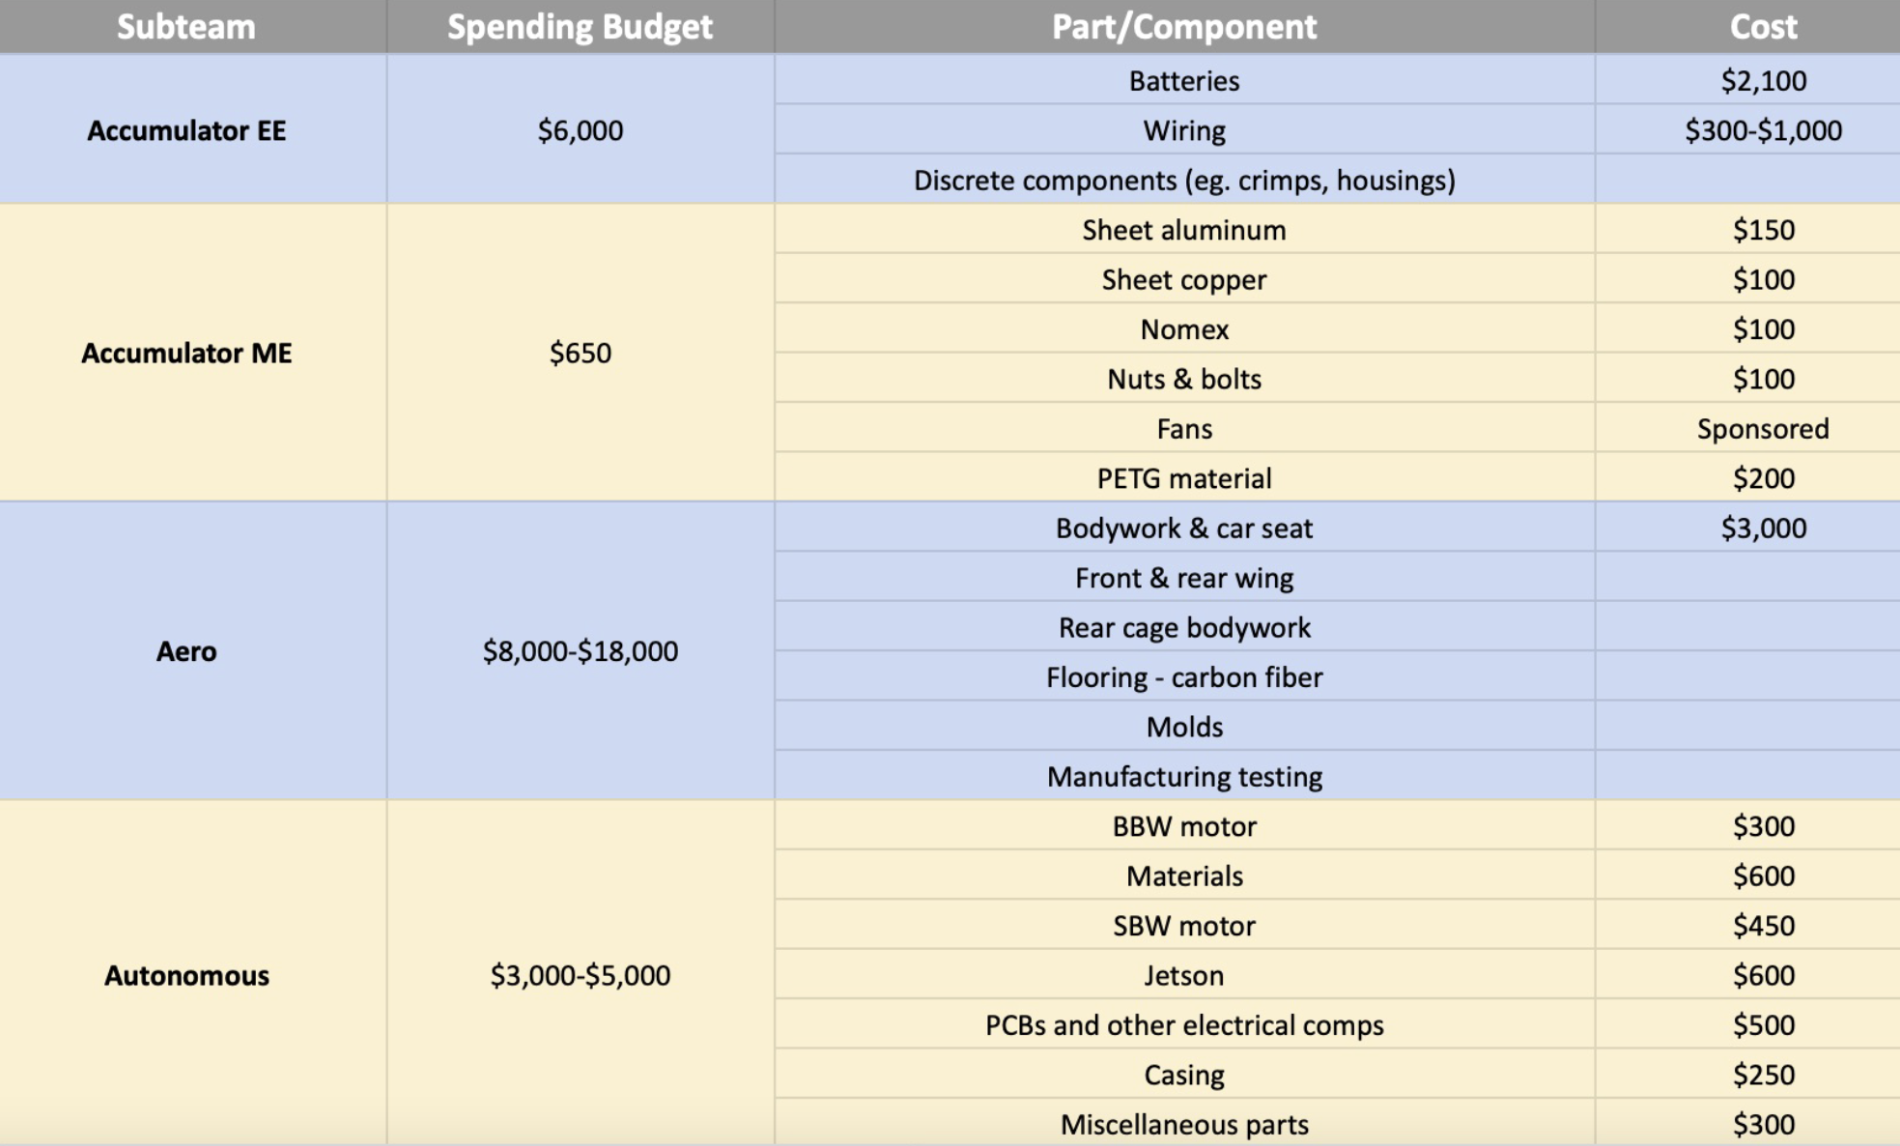 Subteam Spending Budget Part/Component Cost
Batteries $2,100
Accumulator EE $6,000 Wiring $300-$1,000
Discrete components (eg. crimps, housings)
Sheet aluminum $150
Sheet copper $100
Nomex $100
Accumulator ME $650
Nuts & bolts $100
Fans Sponsored
PETG material $200
Bodywork & car seat $3,000
Front & rear wing
Rear cage bodywork
Aero $8,000-$18,000
Flooring - carbon fiber
Molds
Manufacturing testing
BBW motor $300
Materials $600
SBW motor $450
Autonomous $3,000-$5,000 Jetson $600
PCBs and other electrical comps $500
Casing $250
Miscellaneous parts $300